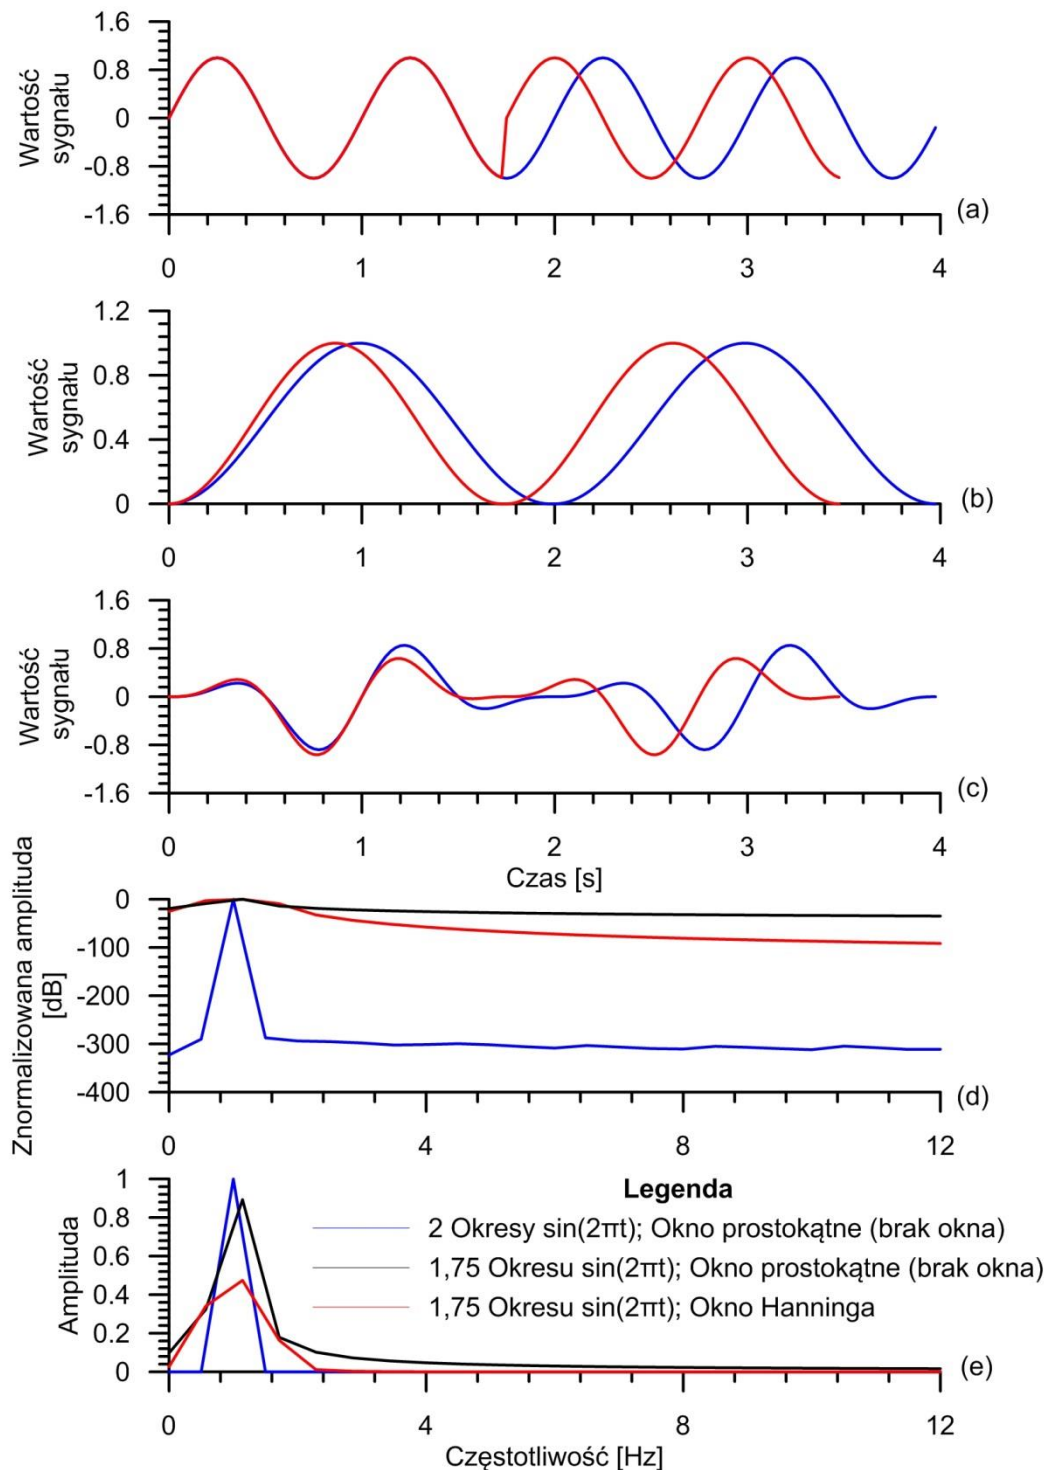 1.6
0.8
0
-0.8
-1.6
Wartość
sygnału
(a)
0 1 2 3 4
1.2
0.8
0.4
0
Wartość
sygnału
(b)
0 1 2 3 4
1.6
0.8
0
-0.8
-1.6
Wartość
sygnału
(c)
0 1 2 3 4
Czas [s]
0
-100
-200
-300
-400
Znormalizowana amplituda
[dB]
(d)
0 4 8 12
1
0.8
0.6
0.4
0.2
0
Amplituda
Legenda
2 Okresy sin(2πt); Okno prostokątne (brak okna)
1,75 Okresu sin(2πt); Okno prostokątne (brak okna)
1,75 Okresu sin(2πt); Okno Hanninga
(e)
0 4 8 12
Częstotliwość [Hz]